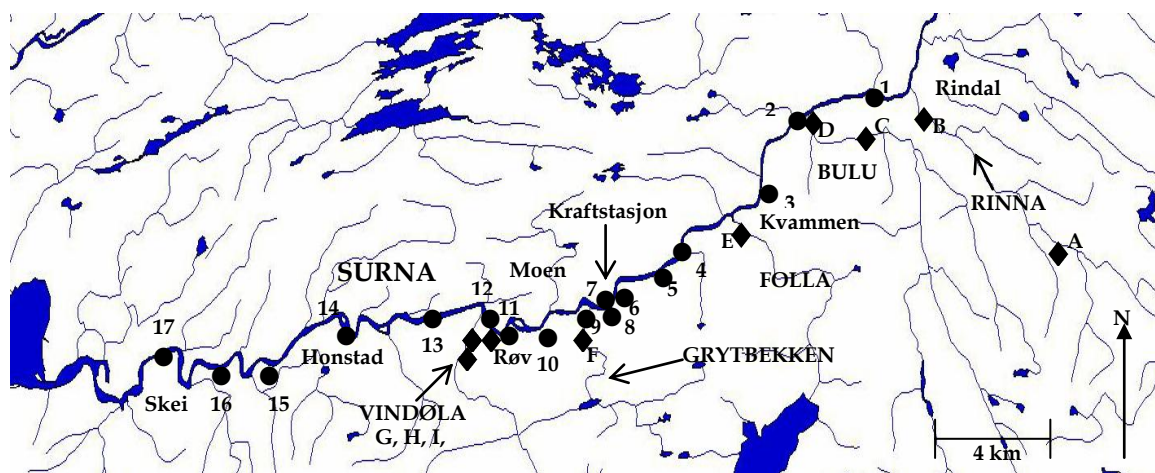 1
Rindal
2
D
C
B
BULU
RINNA
3
Kraftstasjon
Kvammen
E
A
SURNA
Moen
4
FOLLA
12
7
5
14
11
6
N
17
13
9
8
Honstad
Røv
10
F
GRYTBEKKEN
Skei
16
15
VINDØLA
G, H, I,
4 km